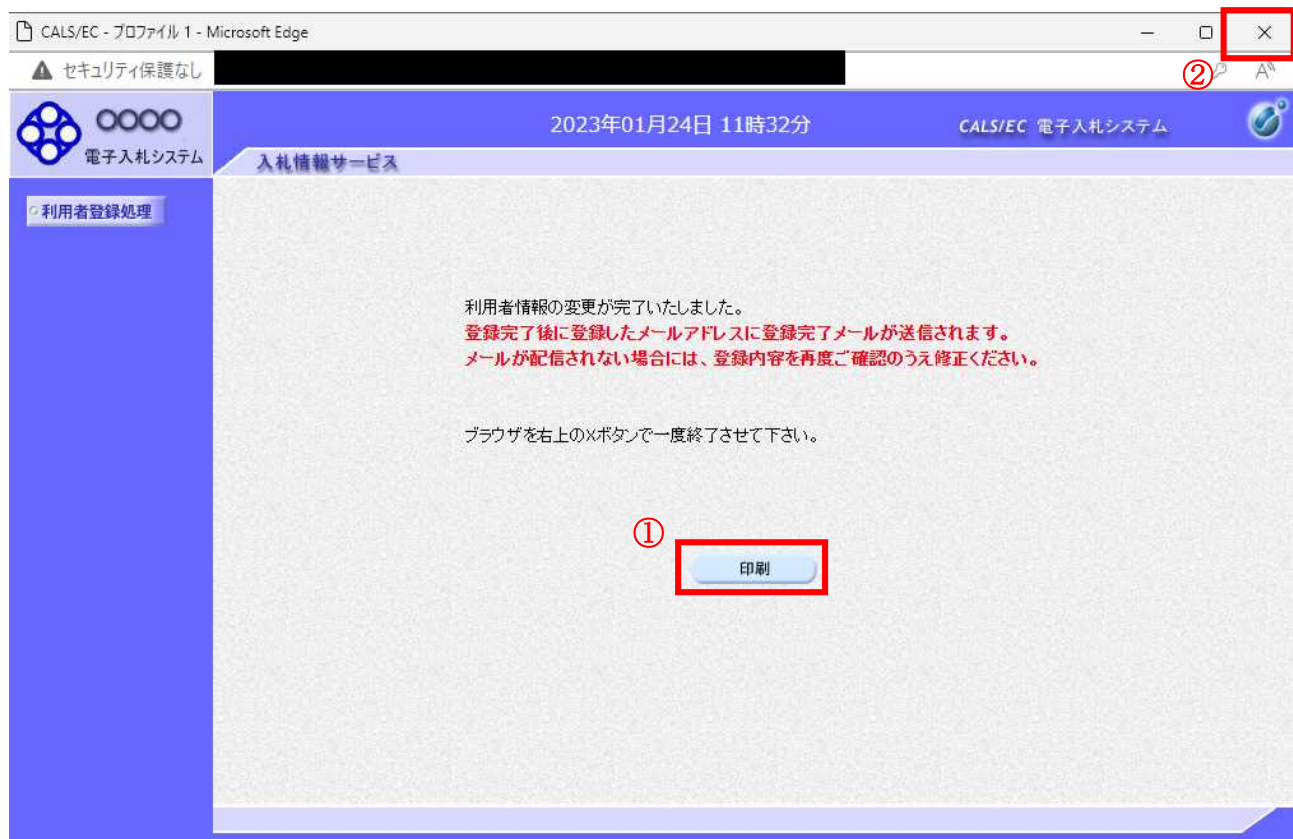 CALS/EC - プロファイル 1 - Microsoft Edge
セキュリティ保護なし
②
OOOO
電子入札システム
2023年01月24日 11時32分
CALS/EC 電子入札システム
入札情報サービス
利用者登録処理
利用者情報の変更が完了いたしました。
登録完了後に登録したメールアドレスに登録完了メールが送信されます。
メールが配信されない場合には、登録内容を再度ご確認のうえ修正ください。
ブラウザを右上の×ボタンで一度終了させて下さい。
①
印刷